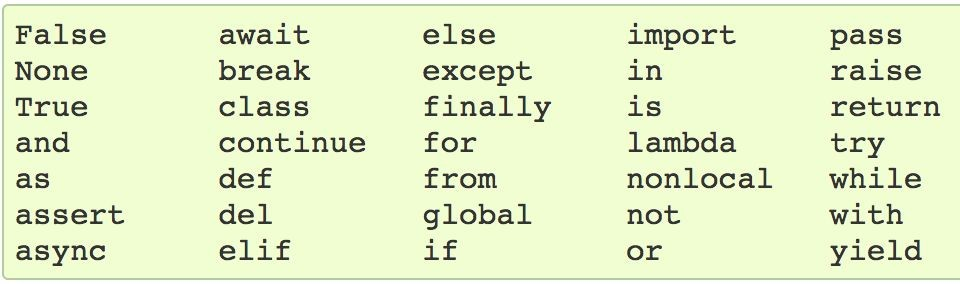 False await else import pass
None break except in raise
True class finally is return
and continue for lambda try
as def from nonlocal while
assert del global not with
async elif if or yield